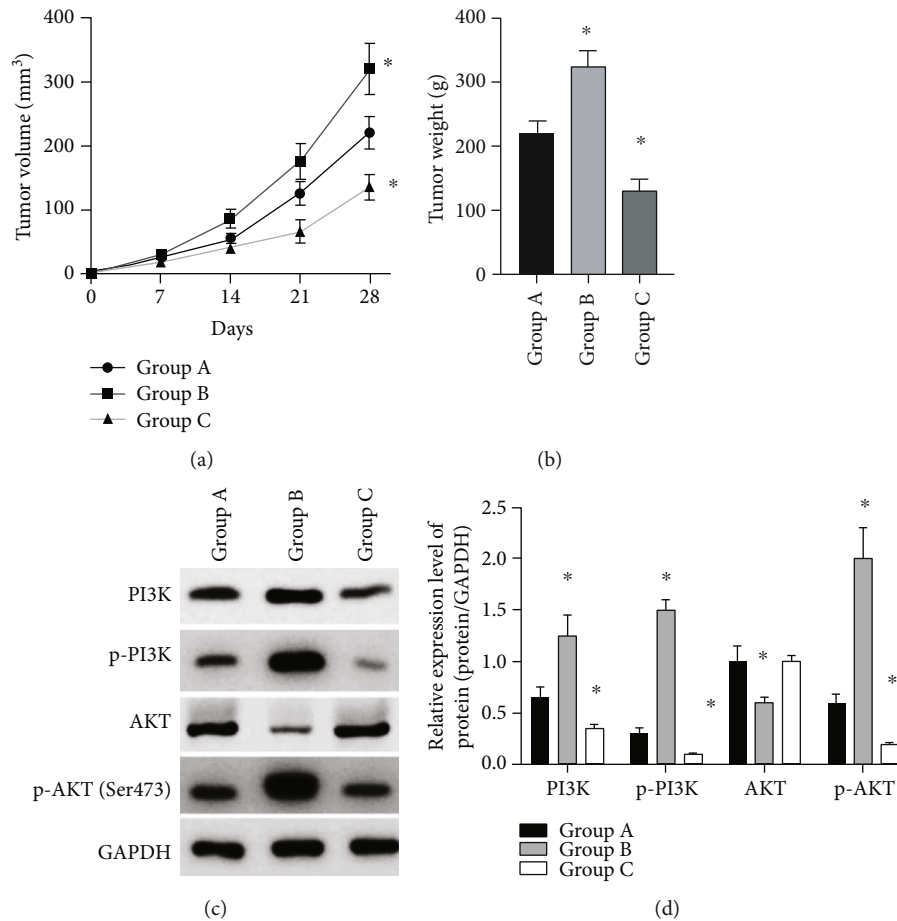 Tumor volume (mm³)
400
300
200
100
0
0 7 14 21 28
Days
*
*
Group A
Group B
Group C
(a)
Tumor weight (g)
400
300
200
100
0
*
*
Group A
Group B
Group C
(b)
Group A
Group B
Group C
PI3K
p-PI3K
AKT
p-AKT (Ser473)
GAPDH
(c)
Relative expression level of
protein (protein/GAPDH)
2.5
2.0
1.5
1.0
0.5
0.0
* * * * * * *
PI3K p-PI3K AKT p-AKT
Group A
Group B
Group C
(d)